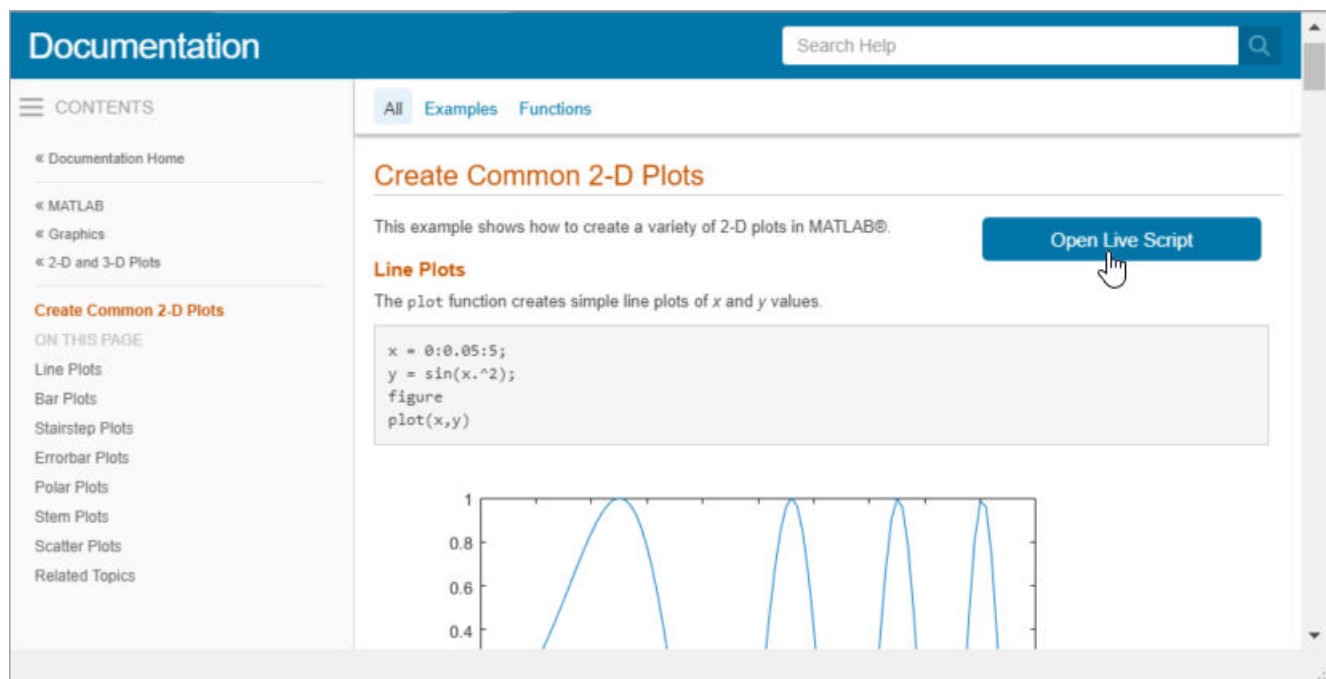 Documentation
Search Help
CONTENTS
« Documentation Home
« MATLAB
« Graphics
« 2-D and 3-D Plots
Create Common 2-D Plots
ON THIS PAGE
Line Plots
Bar Plots
Stairstep Plots
Errorbar Plots
Polar Plots
Stem Plots
Scatter Plots
Related Topics
All Examples Functions
Create Common 2-D Plots
This example shows how to create a variety of 2-D plots in MATLAB®.
Open Live Script
Line Plots
The plot function creates simple line plots of x and y values.
x = 0:0.05:5;
y = sin(x.^2);
figure
plot(x,y)
1
0.8
0.6
0.4